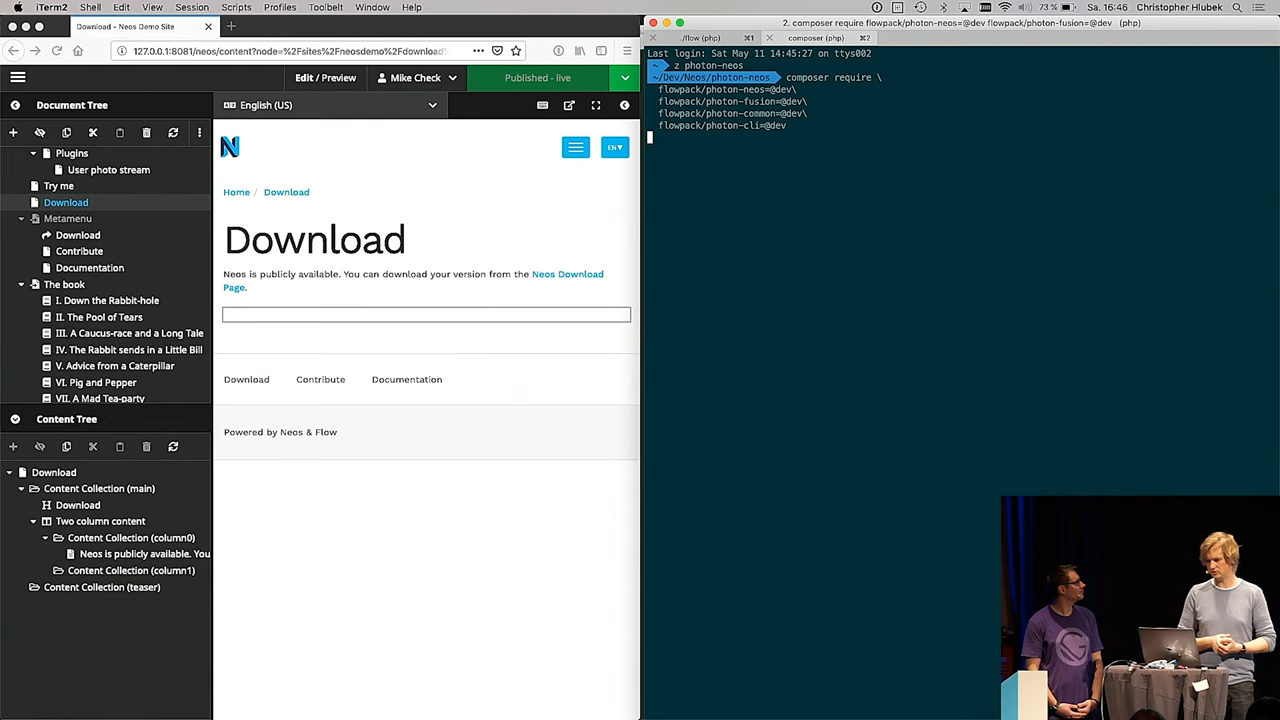 iTerm2 Shell Edit View Session Scripts Profiles Toolbelt Window Help
73 % Sa. 16:46 Christopher Hlubek
Download - Neos Demo Site
127.0.0.1:8081/neos/content?node=%2Fsites%2Fneosdemo%2Fdownload
Edit / Preview
Mike Check
Published - live
Document Tree
English (US)
Plugins
User photo stream
Try me
Download
Metamenu
Download
Contribute
Documentation
The book
I. Down the Rabbit-hole
II. The Pool of Tears
III. A Caucus-race and a Long Tale
IV. The Rabbit sends in a Little Bill
V. Advice from a Caterpillar
VI. Pig and Pepper
VII. A Mad Tea-party
Content Tree
Download
Content Collection (main)
Download
Two column content
Content Collection (column0)
Neos is publicly available. You
Content Collection (column1)
Content Collection (teaser)
N
EN
Home / Download
Download
Neos is publicly available. You can download your version from the Neos Download
Page.
Download Contribute Documentation
Powered by Neos & Flow
2. composer require flowpack/photon-neos=@dev flowpack/photon-fusion=@dev (php)
./flow (php) ⌘1
composer (php) ⌘2
Last login: Sat May 11 14:45:27 on ttys002
~ z photon-neos
~/Dev/Neos/photon-neos composer require \
flowpack/photon-neos=@dev\
flowpack/photon-fusion=@dev\
flowpack/photon-common=@dev\
flowpack/photon-cli=@dev